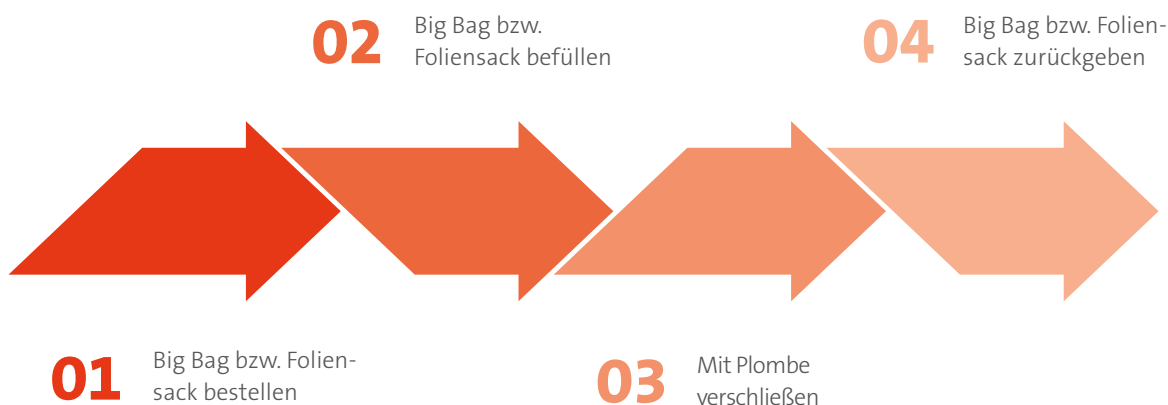 01
Big Bag bzw. Folien-
sack bestellen
02
Big Bag bzw.
Foliensack befüllen
03
Mit Plombe
verschließen
04
Big Bag bzw. Folien-
sack zurückgeben